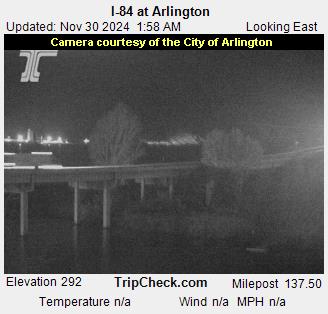 I-84 at Arlington
Updated: Nov 30 2024 1:58 AM Looking East
Camera courtesy of the City of Arlington
Elevation 292 TripCheck.com Milepost 137.50
Temperature n/a Wind n/a MPH n/a